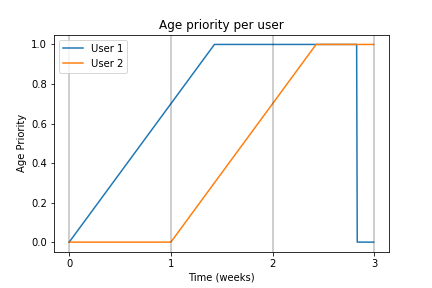 Age priority per user
User 1
User 2
Age Priority
1.0
0.8
0.6
0.4
0.2
0.0
0 1 2 3
Time (weeks)